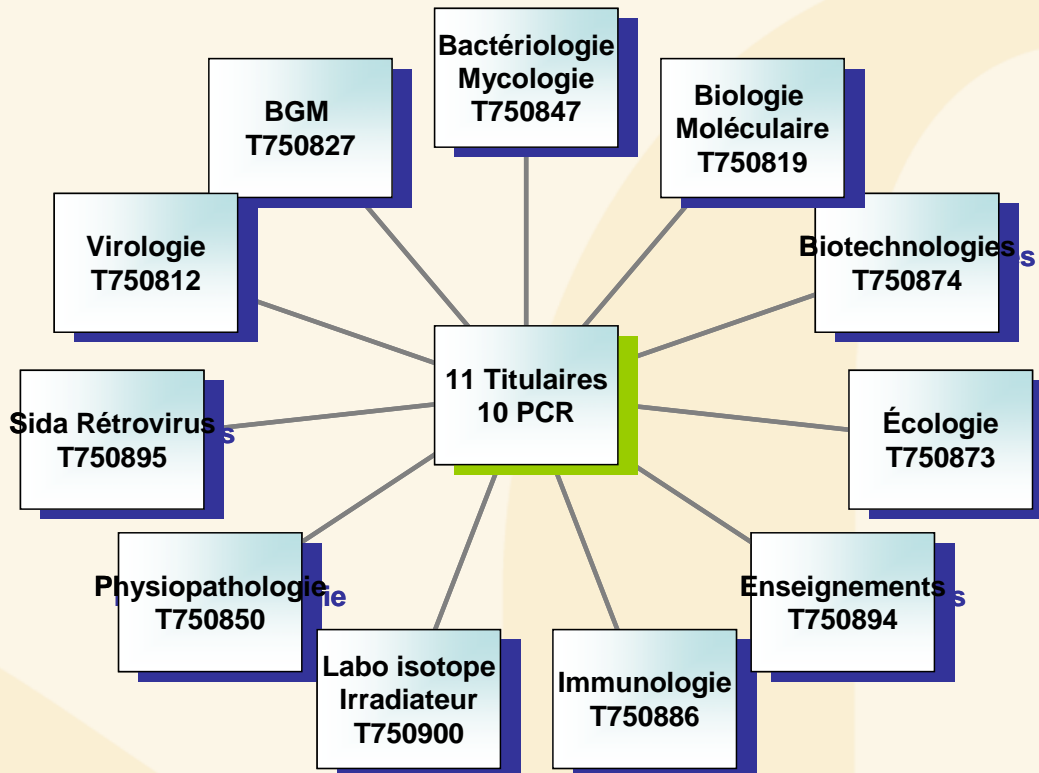 Bactériologie
Mycologie
T750847
BGM
T750827
Biologie
Moléculaire
T750819
Virologie
T750812
Biotechnologies
T750874
11 Titulaires
10 PCR
Sida Rétrovirus
T750895
Écologie
T750873
Physiopathologie
T750850
Enseignements
T750894
Labo isotope
Irradiateur
T750900
Immunologie
T750886